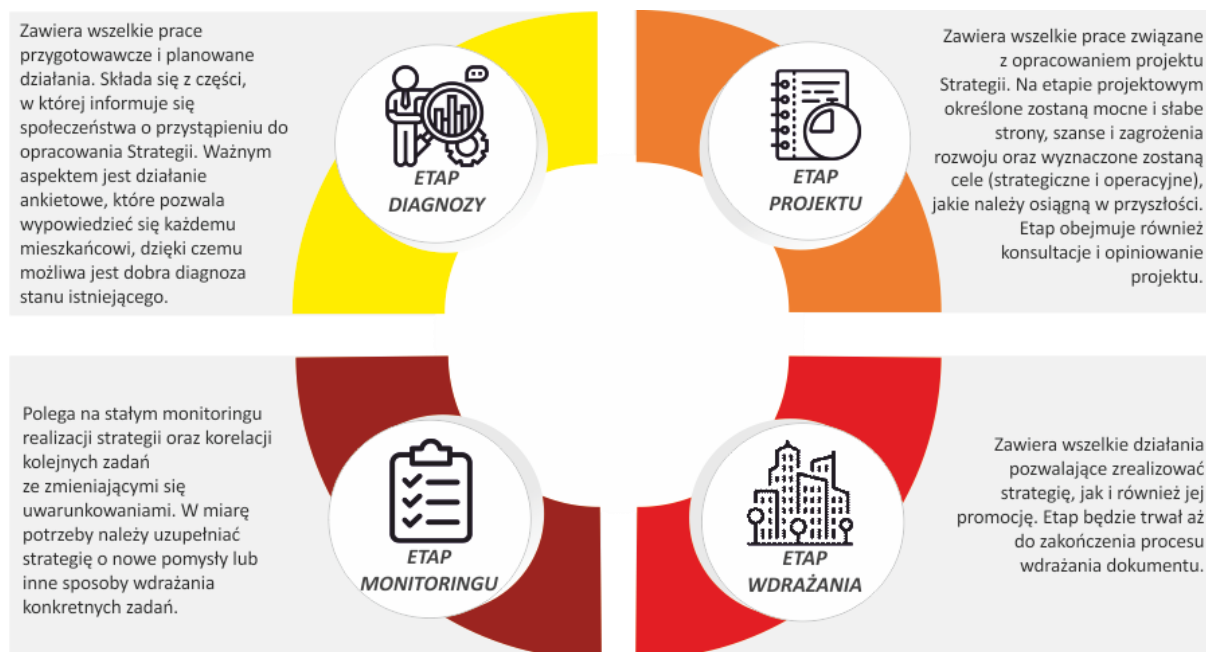 Zawiera wszelkie prace
przygotowawcze i planowane
działania. Składa się z części,
w której informuje się
społeczeństwa o przystąpieniu do
opracowania Strategii. Ważnym
aspektem jest działanie
ankietowe, które pozwala
wypowiedzieć się każdemu
mieszkańcowi, dzięki czemu
możliwa jest dobra diagnoza
stanu istniejącego.
ETAP
DIAGNOZY
ETAP
PROJEKTU
Zawiera wszelkie prace związane
z opracowaniem projektu
Strategii. Na etapie projektowym
określone zostaną mocne i słabe
strony, szanse i zagrożenia
rozwoju oraz wyznaczone zostaną
cele (strategiczne i operacyjne),
jakie należy osiągną w przyszłości.
Etap obejmuje również
konsultacje i opiniowanie
projektu.
Polega na stałym monitoringu
realizacji strategii oraz korelacji
kolejnych zadań
ze zmieniającymi się
uwarunkowaniami. W miarę
potrzeby należy uzupełniać
strategię o nowe pomysły lub
inne sposoby wdrażania
konkretnych zadań.
ETAP
MONITORINGU
ETAP
WDRAŻANIA
Zawiera wszelkie działania
pozwalające zrealizować
strategię, jak i również jej
promocję. Etap będzie trwał aż
do zakończenia procesu
wdrażania dokumentu.